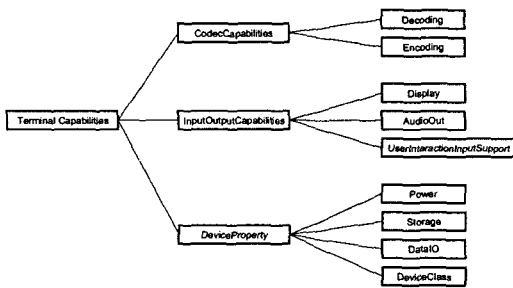 Decoding
CodecCapabilities
Encoding
Display
Terminal Capabilities
InputOutputCapabilities
AudioOut
UserInteractionInputSupport
Power
Storage
DeviceProperty
DataIO
DeviceClass